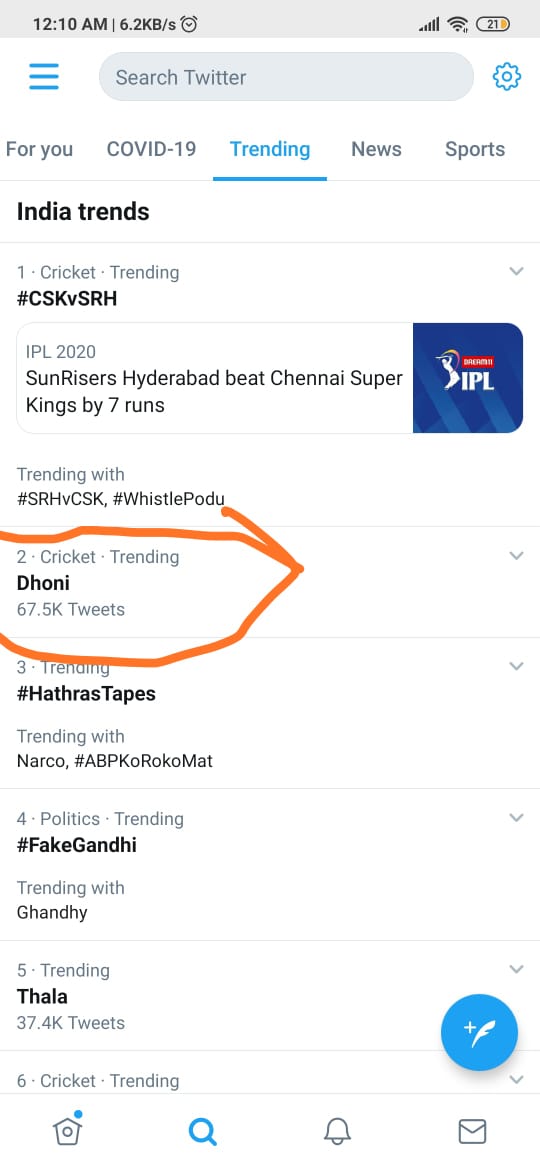 12:10 AM | 6.2KB/s
21
Search Twitter
For you COVID-19 Trending News Sports
India trends
1 · Cricket · Trending
#CSKvSRH
IPL 2020
SunRisers Hyderabad beat Chennai Super
Kings by 7 runs
DREAM11
IPL
Trending with
#SRHvCSK, #WhistlePodu
2 · Cricket · Trending
Dhoni
67.5K Tweets
3 · Trending
#HathrasTapes
Trending with
Narco, #ABPKoRokoMat
4 · Politics · Trending
#FakeGandhi
Trending with
Ghandhy
5 · Trending
Thala
37.4K Tweets
6 · Cricket · Trending